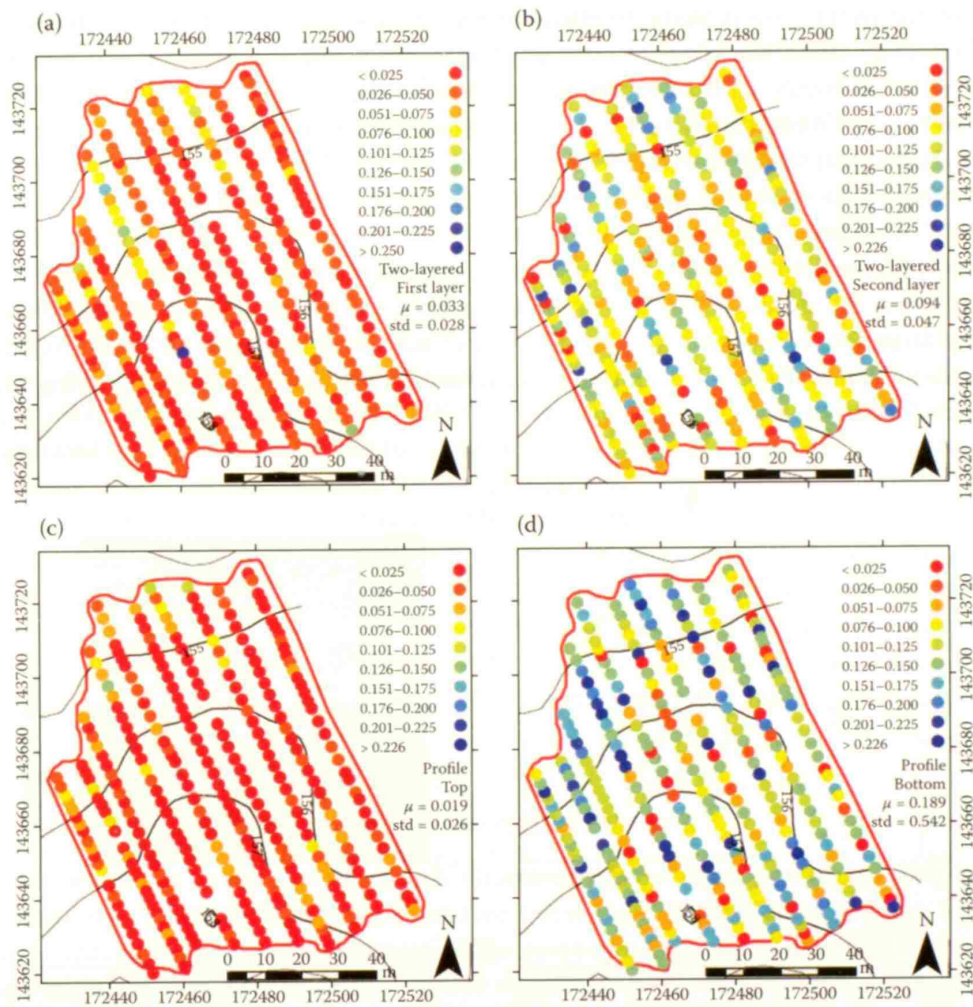 (a)
172440 172460 172480 172500 172520
< 0.025
0.026–0.050
0.051–0.075
0.076–0.100
0.101–0.125
0.126–0.150
0.151–0.175
0.176–0.200
0.201–0.225
> 0.250
Two-layered
First layer
μ = 0.033
std = 0.028
155
156
157
143720
143700
143680
143660
143640
143620
N
0 10 20 30 40
m
(b)
172440 172460 172480 172500 172520
< 0.025
0.026–0.050
0.051–0.075
0.076–0.100
0.101–0.125
0.126–0.150
0.151–0.175
0.176–0.200
0.201–0.225
> 0.226
Two-layered
Second layer
μ = 0.094
std = 0.047
155
156
157
143720
143700
143680
143660
143640
143620
N
0 10 20 30 40
m
(c)
< 0.025
0.026–0.050
0.051–0.075
0.076–0.100
0.101–0.125
0.126–0.150
0.151–0.175
0.176–0.200
0.201–0.225
> 0.226
Profile
Top
μ = 0.019
std = 0.026
155
156
157
143720
143700
143680
143660
143640
143620
N
0 10 20 30 40
m
172440 172460 172480 172500 172520
(d)
< 0.025
0.026–0.050
0.051–0.075
0.076–0.100
0.101–0.125
0.126–0.150
0.151–0.175
0.176–0.200
0.201–0.225
> 0.226
Profile
Bottom
μ = 0.189
std = 0.542
155
156
157
143720
143700
143680
143660
143640
143620
N
0 10 20 30 40
m
172440 172460 172480 172500 172520